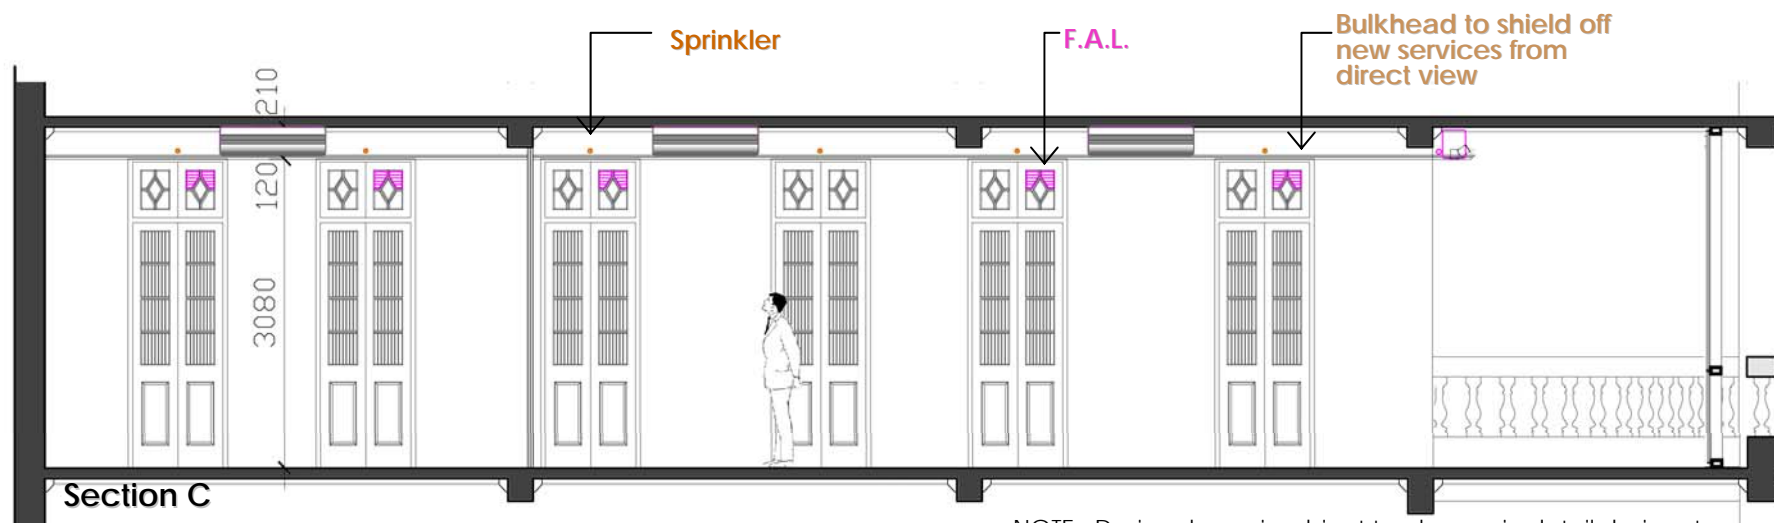 Sprinkler
F.A.L.
Bulkhead to shield off
new services from
direct view
210
120
3080
Section C